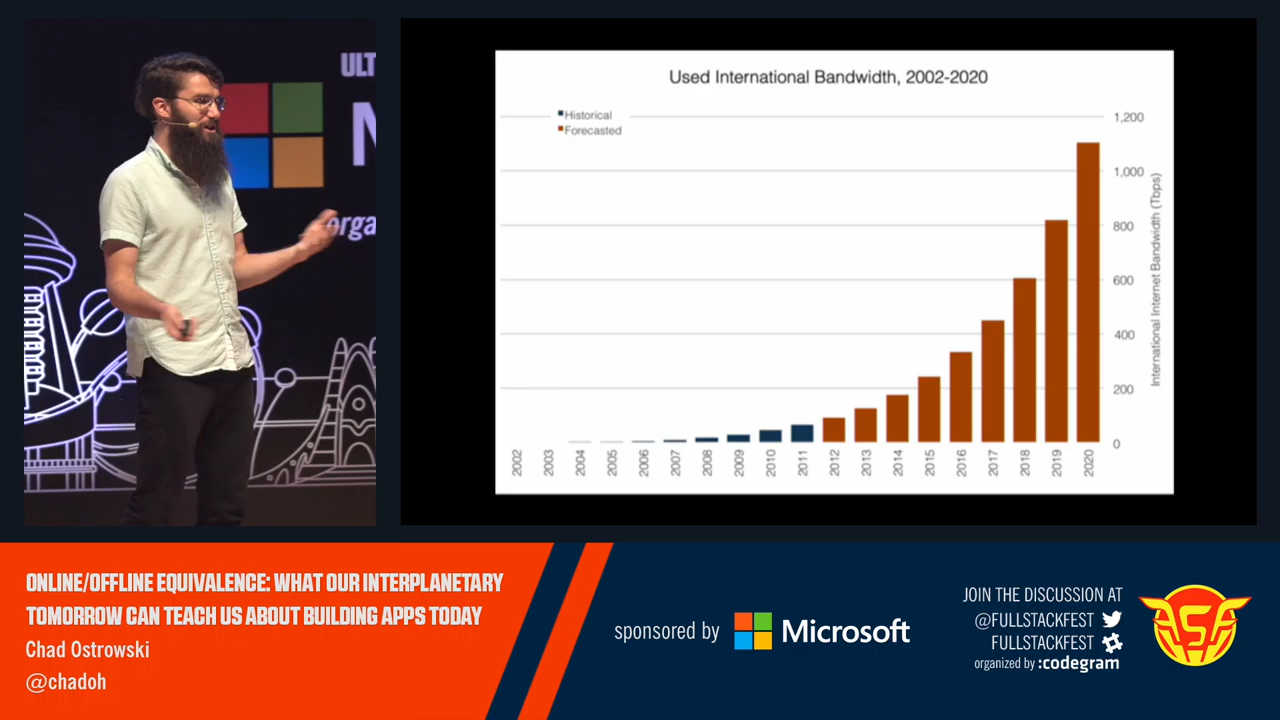 ULT
N
orga
Used International Bandwidth, 2002-2020
Historical
Forecasted
1,200
1,000
800
600
400
200
0
International Internet Bandwidth (Tbps)
2002
2003
2004
2005
2006
2007
2008
2009
2010
2011
2012
2013
2014
2015
2016
2017
2018
2019
2020
ONLINE/OFFLINE EQUIVALENCE: WHAT OUR INTERPLANETARY
TOMORROW CAN TEACH US ABOUT BUILDING APPS TODAY
Chad Ostrowski
@chadoh
sponsored by Microsoft
JOIN THE DISCUSSION AT
@FULLSTACKFEST
FULLSTACKFEST
organized by :codegram
FSF